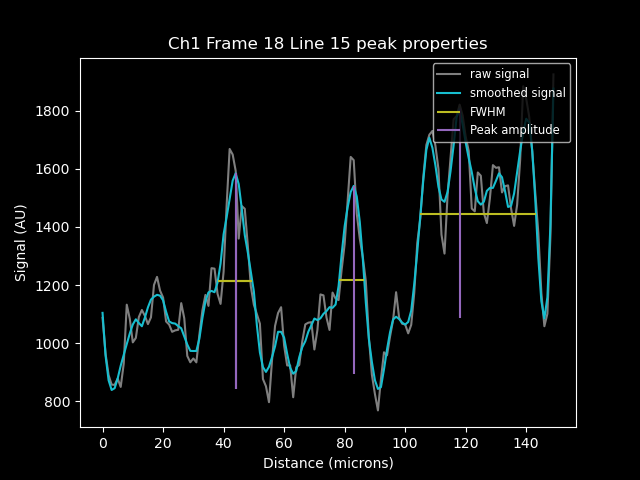 Ch1 Frame 18 Line 15 peak properties
raw signal
smoothed signal
FWHM
Peak amplitude
Signal (AU)
1800
1600
1400
1200
1000
800
0 20 40 60 80 100 120 140
Distance (microns)